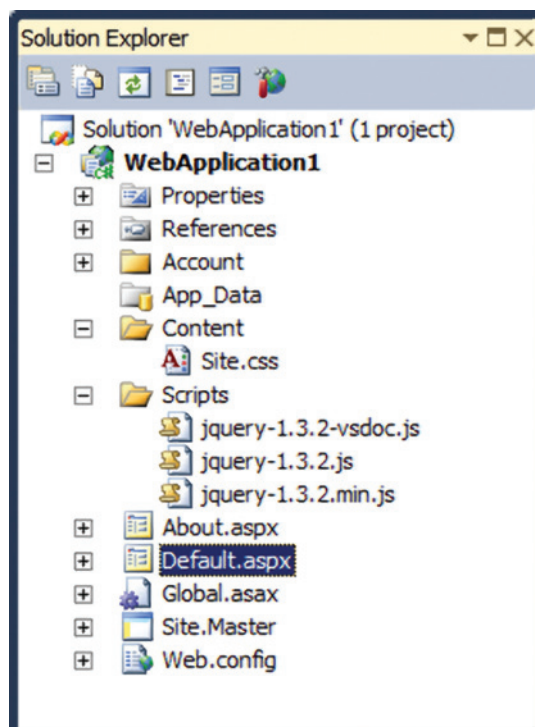 Solution Explorer
Solution 'WebApplication1' (1 project)
WebApplication1
Properties
References
Account
App_Data
Content
Site.css
Scripts
jquery-1.3.2-vsdoc.js
jquery-1.3.2.js
jquery-1.3.2.min.js
About.aspx
Default.aspx
Global.asax
Site.Master
Web.config